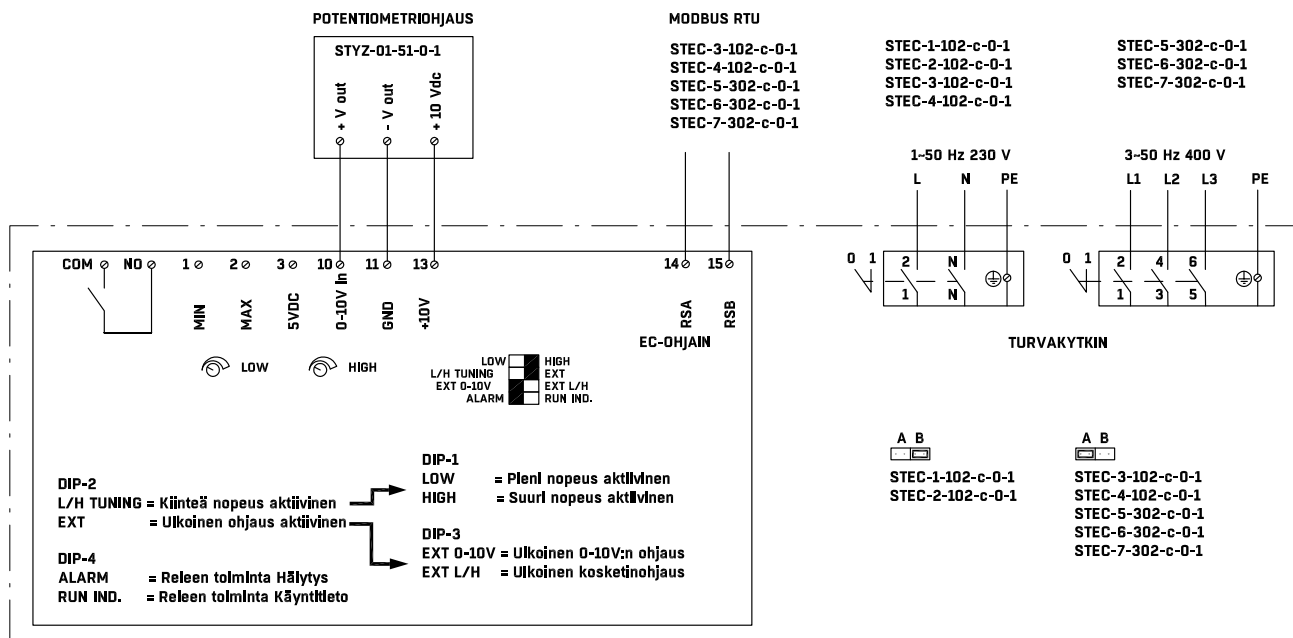 POTENTIOMETRIOHJAUS
STYZ-01-51-0-1
+ V out
- V out
+ 10 Vdc
MODBUS RTU
STEC-3-102-c-0-1
STEC-4-102-c-0-1
STEC-5-302-c-0-1
STEC-6-302-c-0-1
STEC-7-302-c-0-1
STEC-1-102-c-0-1
STEC-2-102-c-0-1
STEC-3-102-c-0-1
STEC-4-102-c-0-1
1~50 Hz 230 V
L N PE
STEC-5-302-c-0-1
STEC-6-302-c-0-1
STEC-7-302-c-0-1
3~50 Hz 400 V
L1 L2 L3 PE
COM NO 1 2 3 10 11 13 14 15
MIN
MAX
5VDC
0-10V In
GND
+10V
RSA
RSB
EC-OHJAIN
LOW
HIGH
LOW HIGH
L/H TUNING EXT
EXT 0-10V EXT L/H
ALARM RUN IND.
0 1 2 N
1 N
0 1 2 4 6
1 3 5
TURVAKYTKIN
DIP-2
L/H TUNING = Kiinteä nopeus aktiivinen
EXT = Ulkoinen ohjaus aktiivinen
DIP-4
ALARM = Releen toiminta Hälytys
RUN IND. = Releen toiminta Käyntitieto
DIP-1
LOW = Pieni nopeus aktiivinen
HIGH = Suuri nopeus aktiivinen
DIP-3
EXT 0-10V = Ulkoinen 0-10V:n ohjaus
EXT L/H = Ulkoinen kosketinohjaus
A B
STEC-1-102-c-0-1
STEC-2-102-c-0-1
A B
STEC-3-102-c-0-1
STEC-4-102-c-0-1
STEC-5-302-c-0-1
STEC-6-302-c-0-1
STEC-7-302-c-0-1